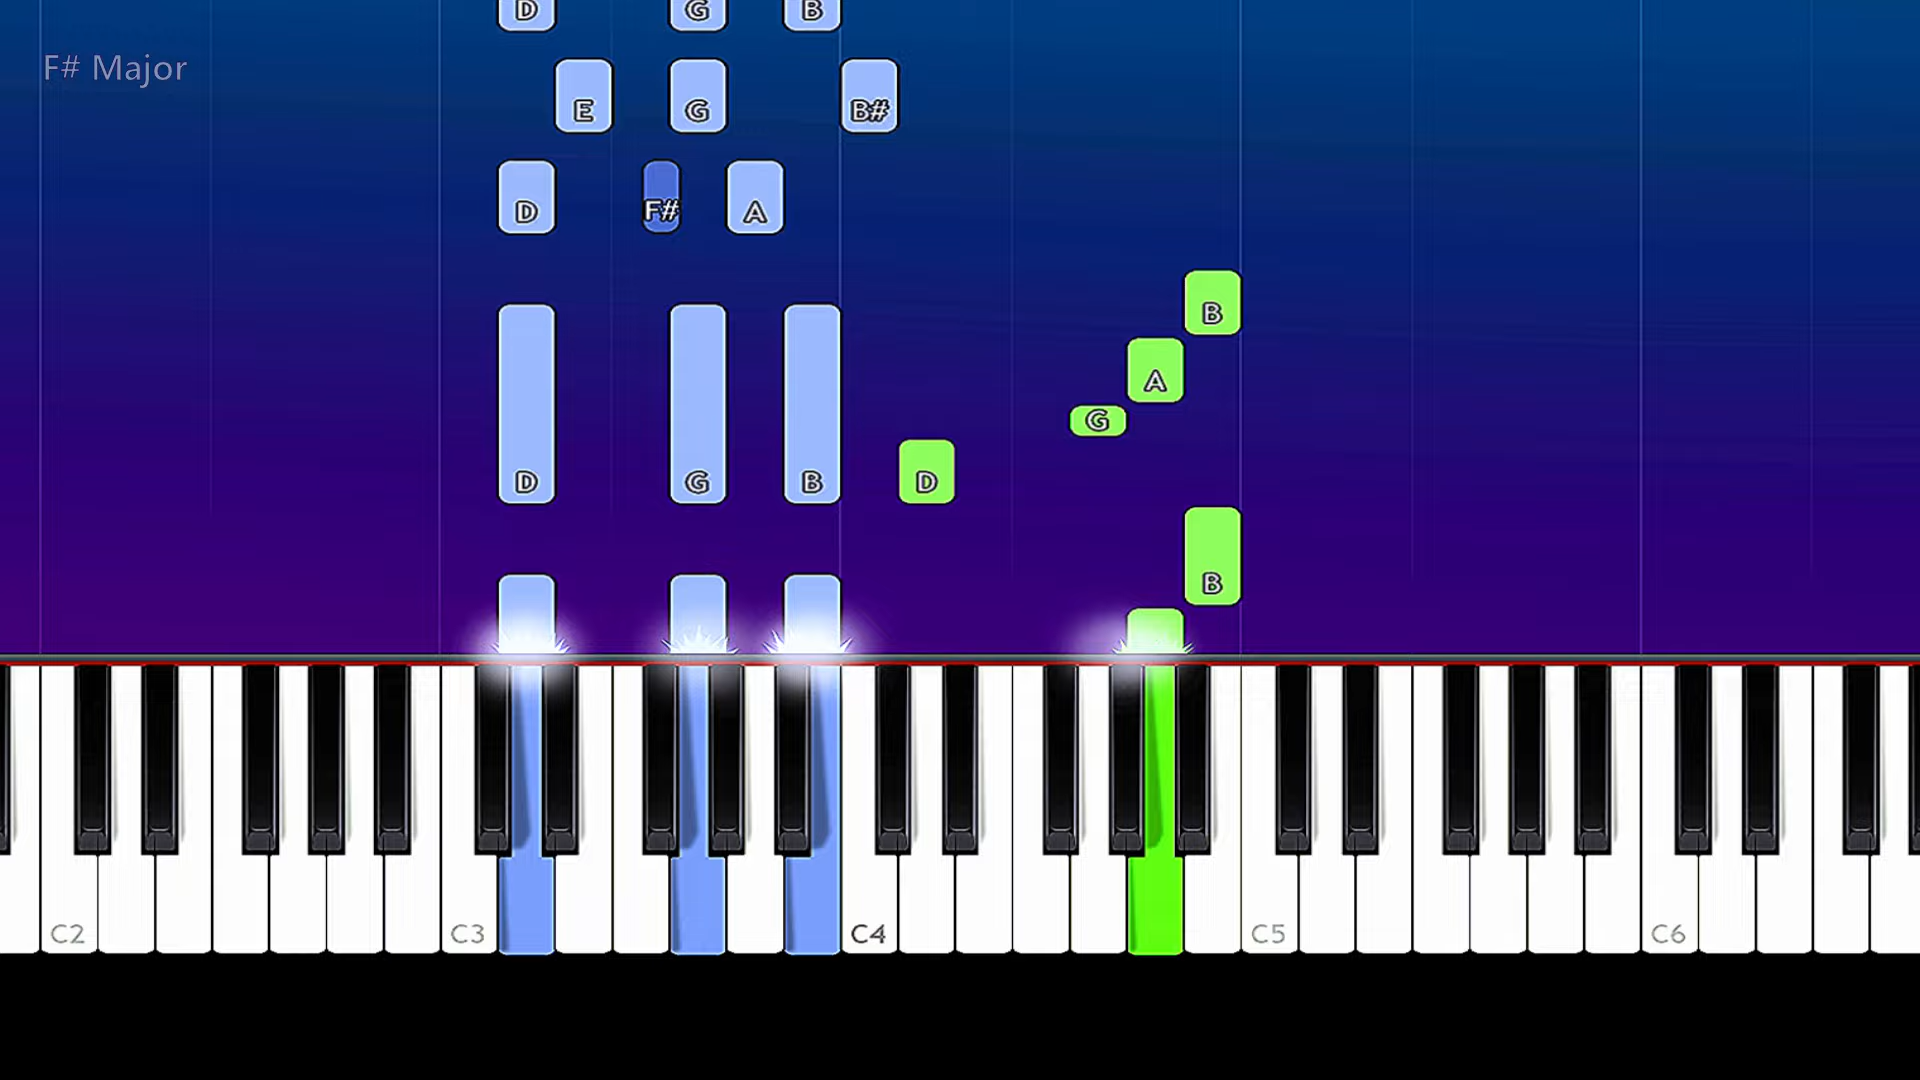 D G B
F# Major
E G B#
D F# A
B
A
G
D G B D
B
C2 C3 C4 C5 C6